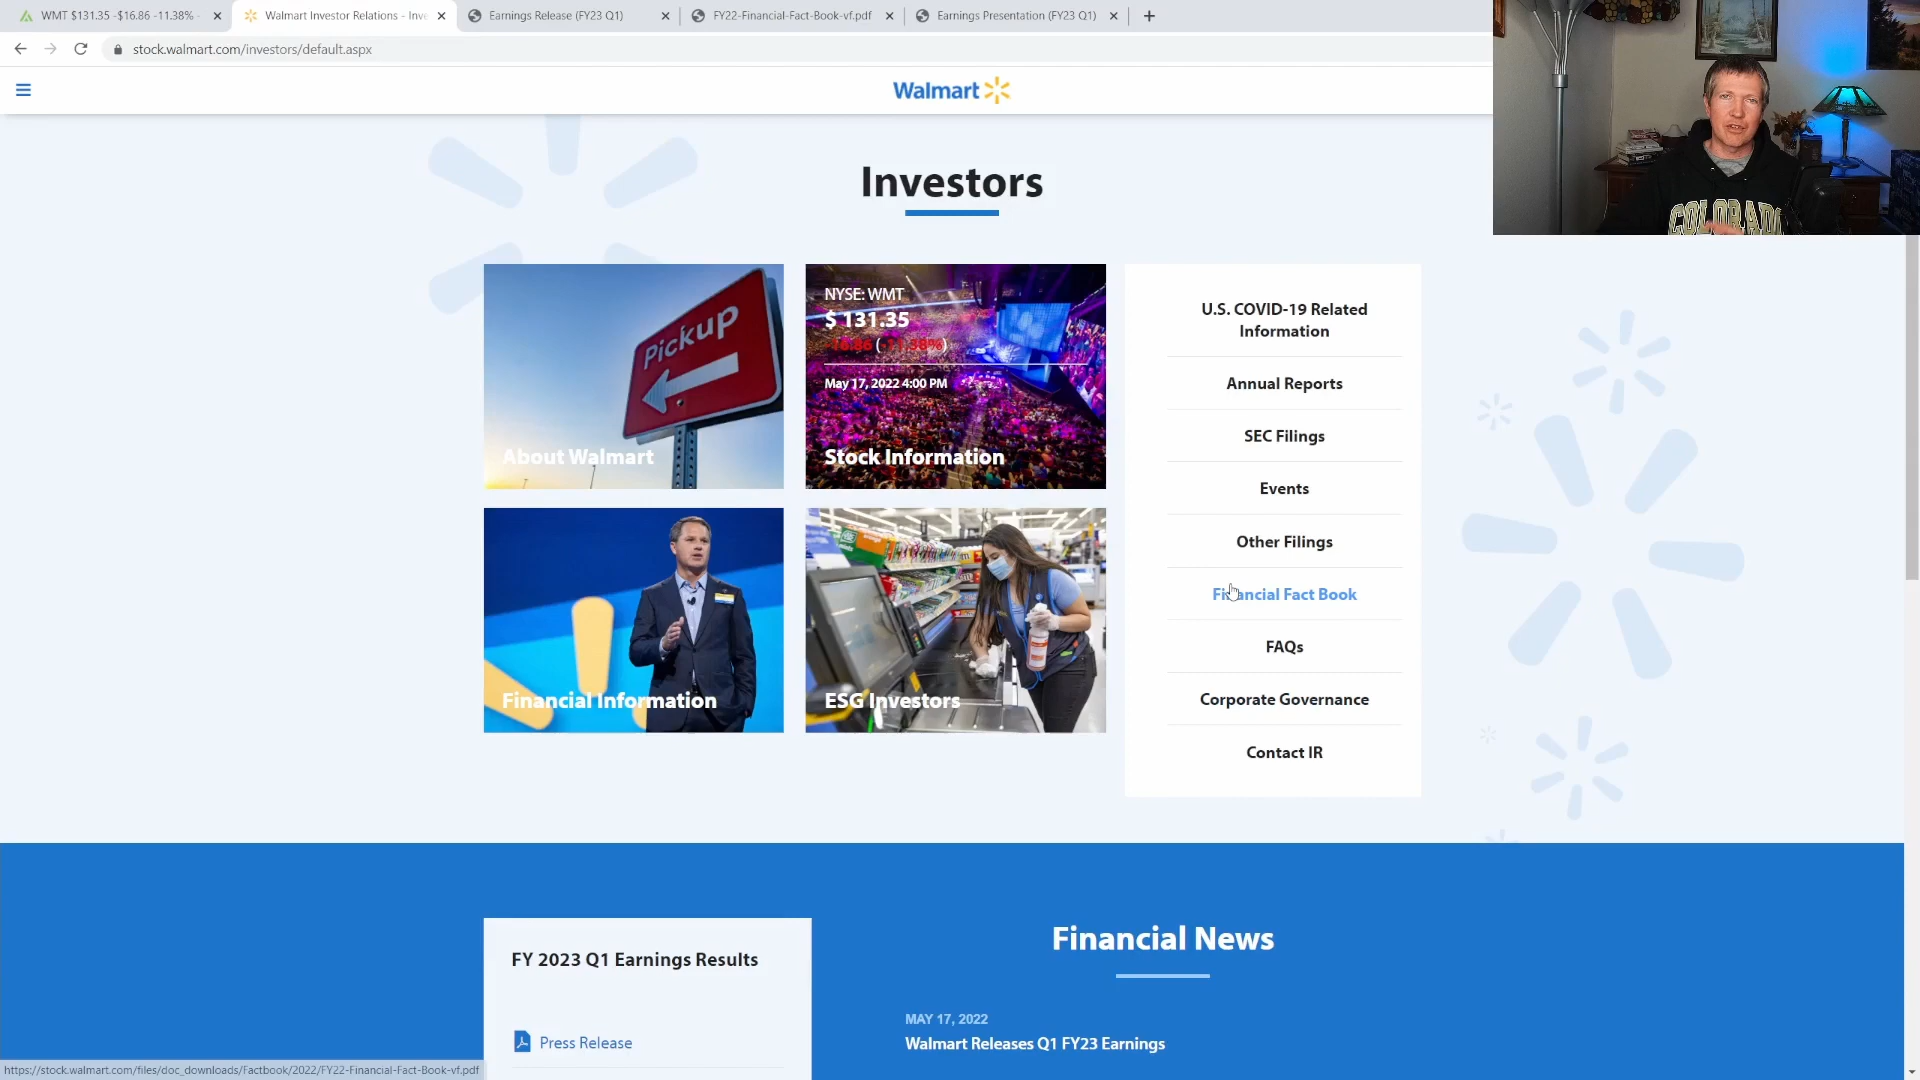 WMT $131.35 -$16.86 -11.38% -
Walmart Investor Relations - Inve
Earnings Release (FY23 Q1)
FY22-Financial-Fact-Book-vf.pdf
Earnings Presentation (FY23 Q1)
stock.walmart.com/investors/default.aspx
Walmart
COLORADO
Investors
Pickup
About Walmart
NYSE: WMT
$ 131.35
-16.86 (-11.38%)
May 17, 2022 4:00 PM
Stock Information
Financial Information
ESG Investors
U.S. COVID-19 Related
Information
Annual Reports
SEC Filings
Events
Other Filings
Financial Fact Book
FAQs
Corporate Governance
Contact IR
FY 2023 Q1 Earnings Results
Press Release
Financial News
MAY 17, 2022
Walmart Releases Q1 FY23 Earnings
https://stock.walmart.com/files/doc_downloads/Factbook/2022/FY22-Financial-Fact-Book-vf.pdf